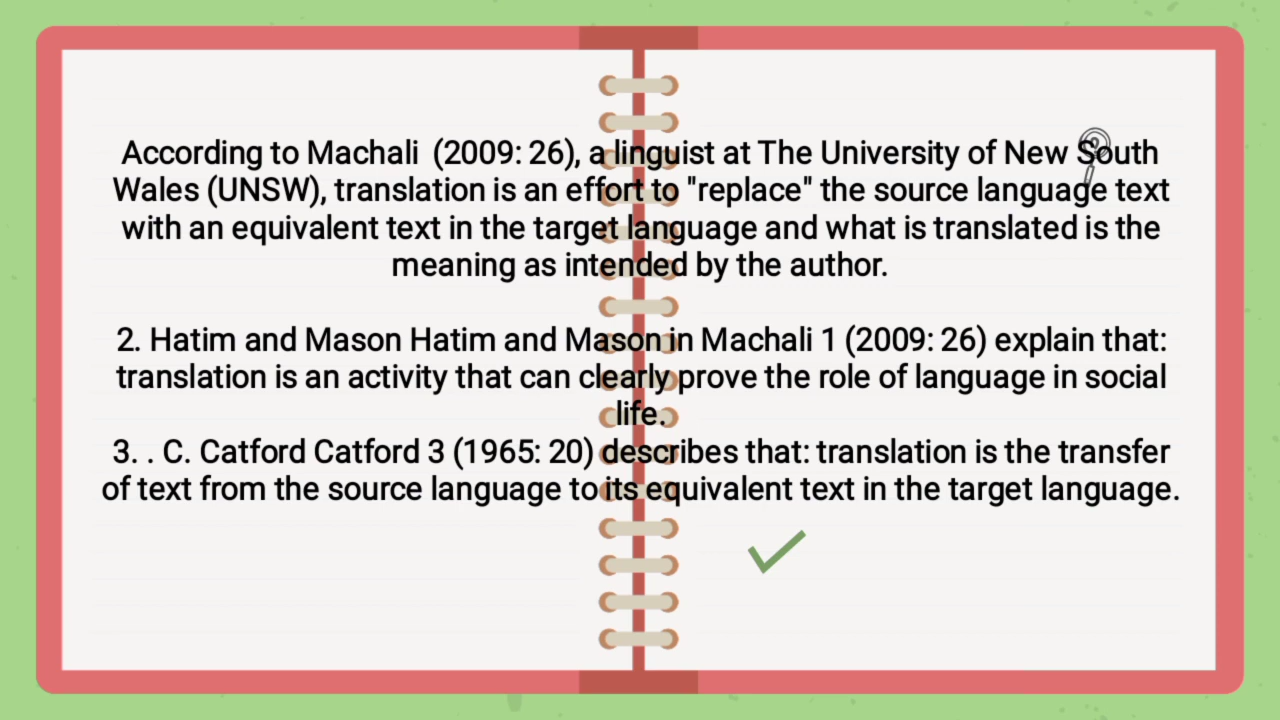 According to Machali (2009: 26), a linguist at The University of New South
Wales (UNSW), translation is an effort to "replace" the source language text
with an equivalent text in the target language and what is translated is the
meaning as intended by the author.
2. Hatim and Mason Hatim and Mason in Machali 1 (2009: 26) explain that:
translation is an activity that can clearly prove the role of language in social
life.
3. . C. Catford Catford 3 (1965: 20) describes that: translation is the transfer
of text from the source language to its equivalent text in the target language.